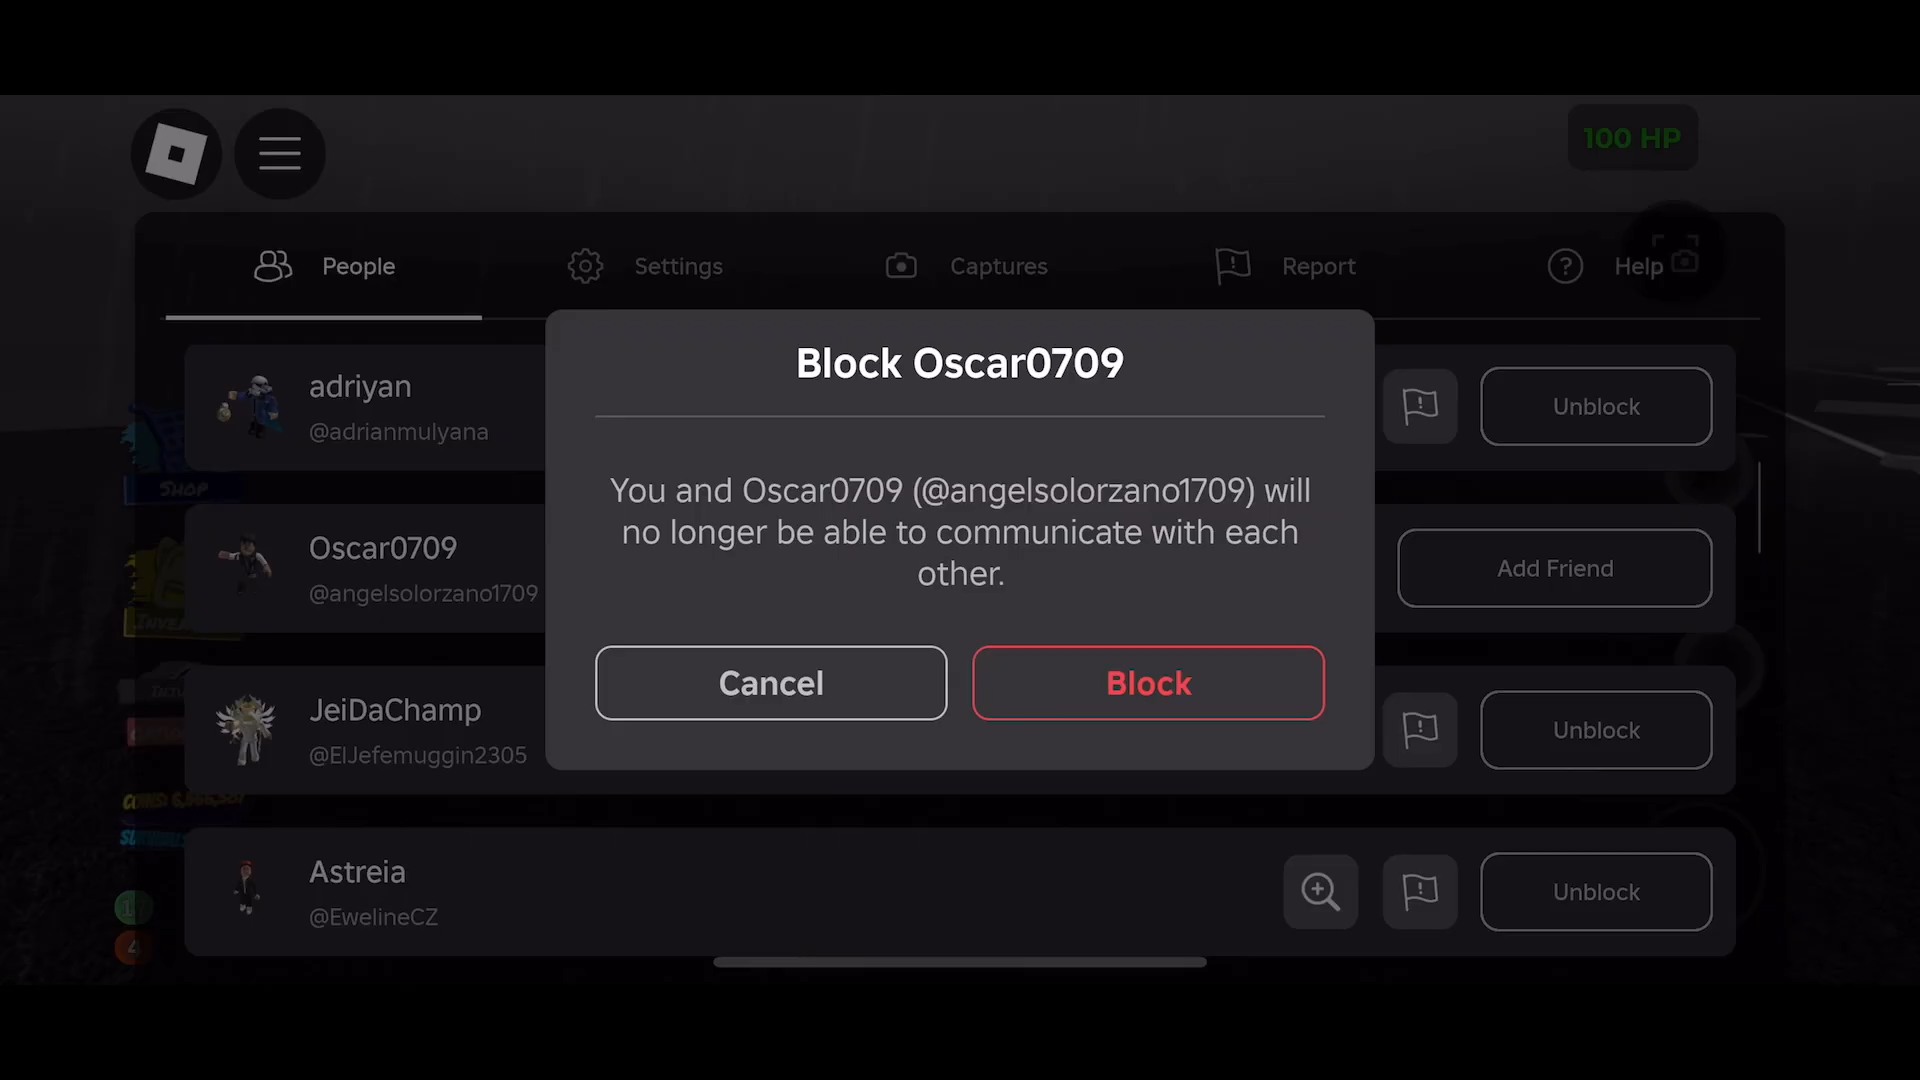 100 HP
People
Settings
Captures
Report
Help
Block Oscar0709
You and Oscar0709 (@angelsolorzano1709) will
no longer be able to communicate with each
other.
Cancel
Block
adriyan
@adrianmulyana
Unblock
SHOP
Oscar0709
@angelsolorzano1709
Add Friend
JeiDaChamp
@ElJefemuggin2305
Unblock
Astreia
@EwelineCZ
Unblock
4